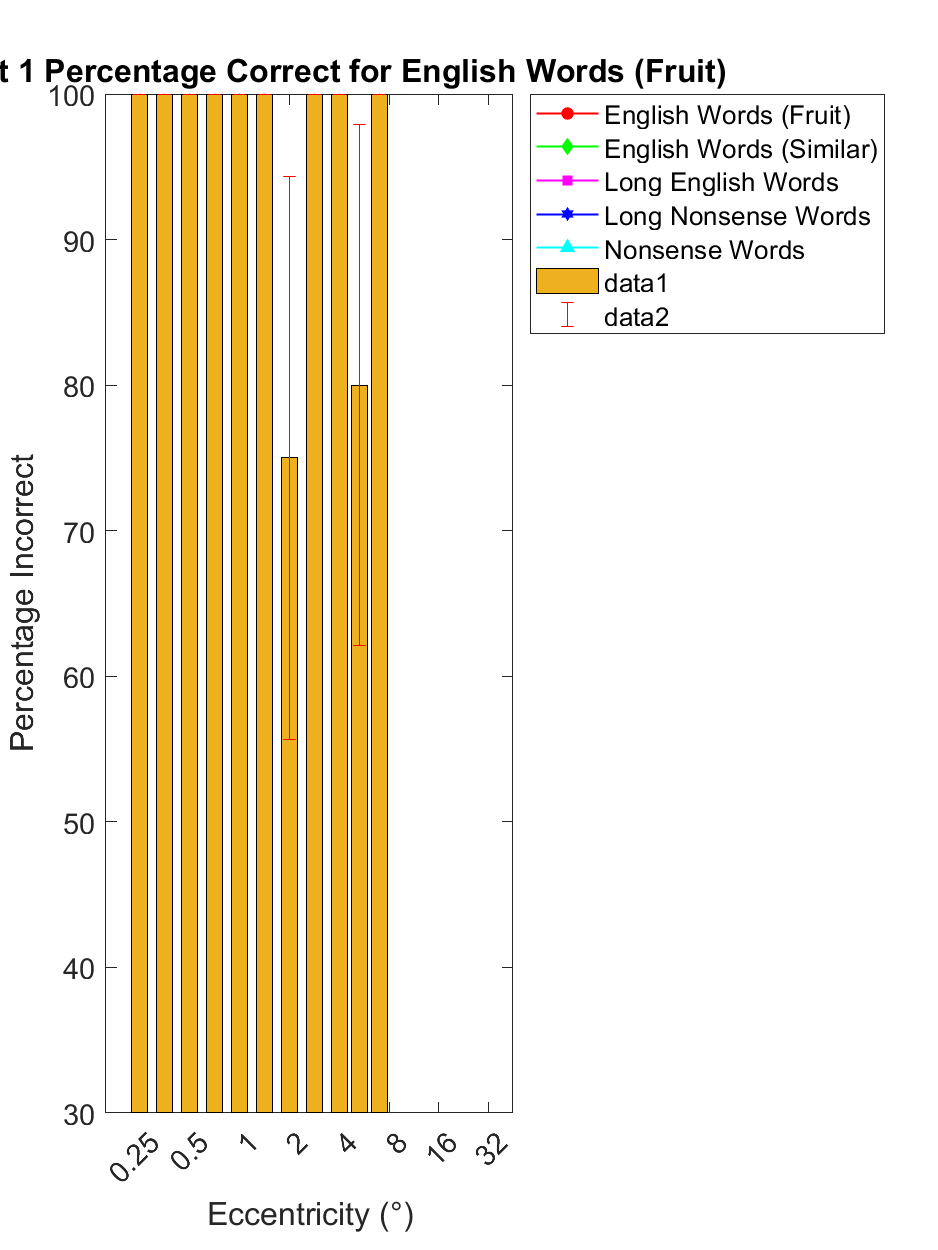 t 1 Percentage Correct for English Words (Fruit)
100
90
80
70
60
50
40
30
Percentage Incorrect
0.25 0.5 1 2 4 8 16 32
Eccentricity (°)
English Words (Fruit)
English Words (Similar)
Long English Words
Long Nonsense Words
Nonsense Words
data1
data2